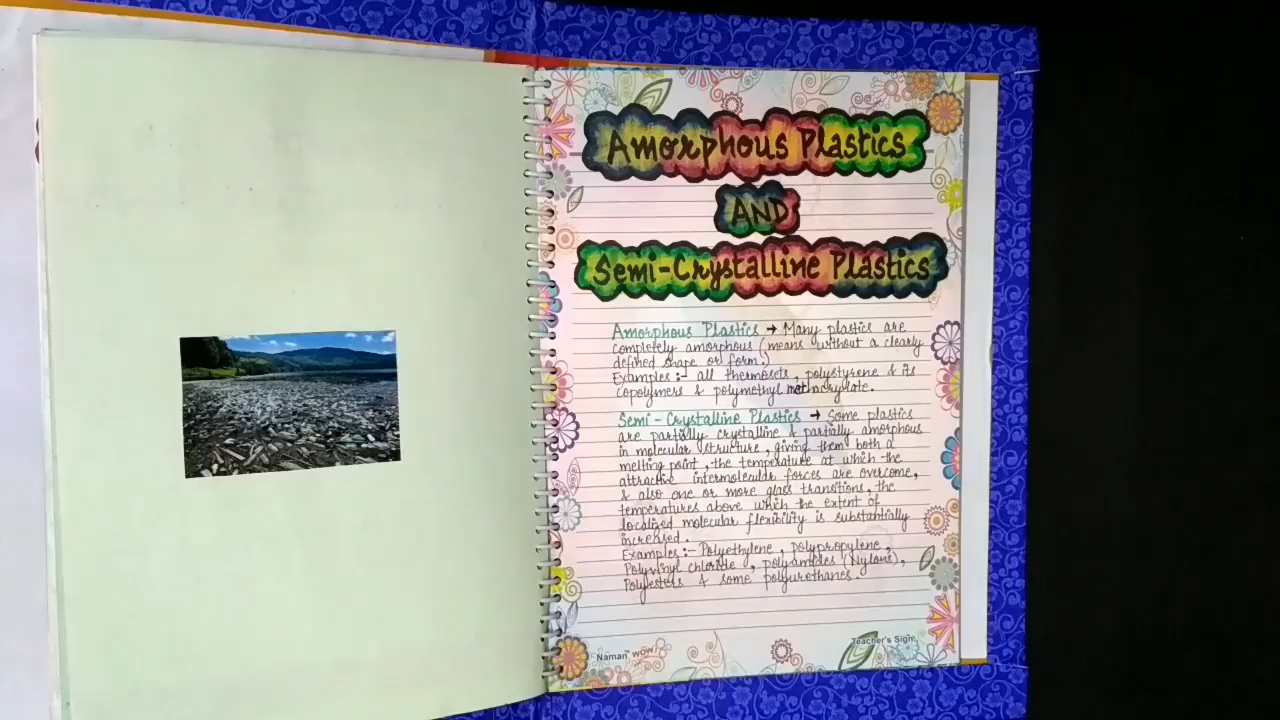 Amorphous Plastics
AND
Semi-Crystalline Plastics
Amorphous Plastics → Many plastics are
completely amorphous (means without a clearly
defined shape or form.)
Examples :- all thermosets, polystyrene & its
copolymers & polymethyl methacrylate.
Semi - Crystalline Plastics → Some plastics
are partially crystalline & partially amorphous
in molecular structure, giving them both a
melting point, the temperature at which the
attractive intermolecular forces are overcome,
& also one or more glass transitions, the
temperatures above which the extent of
localized molecular flexibility is substantially
increased.
Examples :- Polyethylene, polypropylene,
Polyvinyl chloride, polyamides (Nylons),
Polyesters & some polyurethanes.
Naman™ wow! Teacher's Sign.